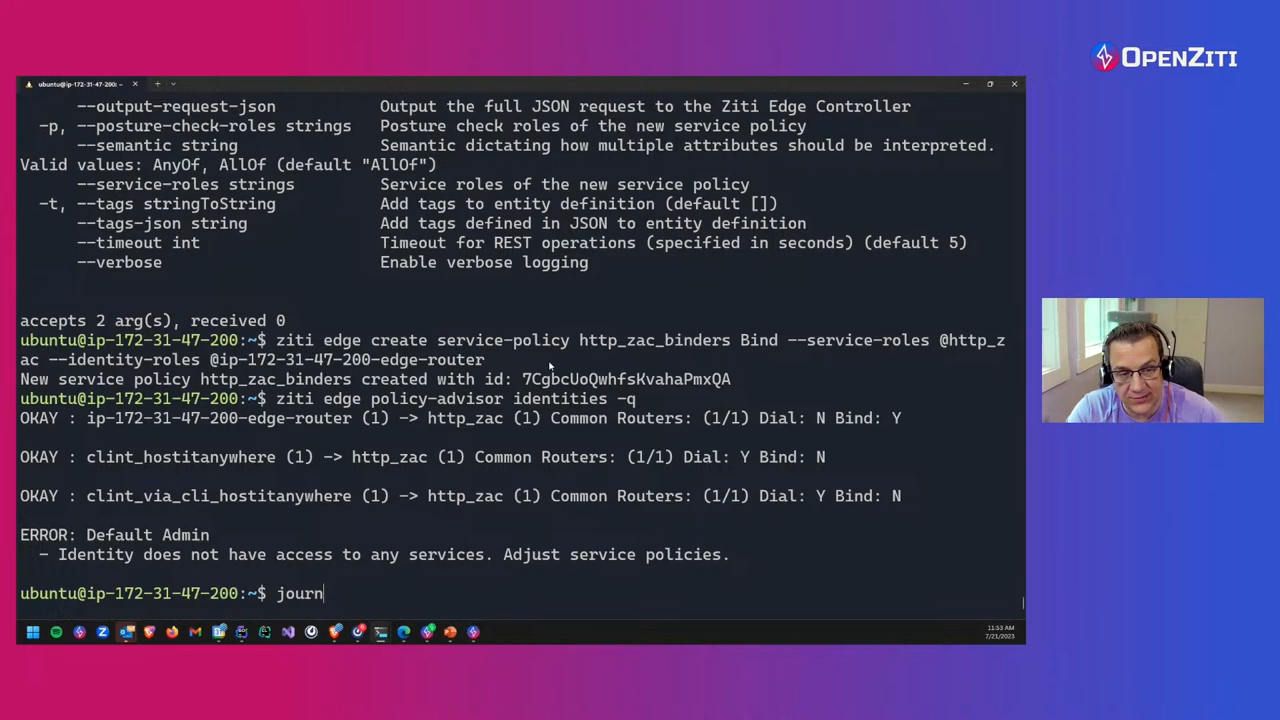 OPENZITI
ubuntu@ip-172-31-47-200: ~
--output-request-json Output the full JSON request to the Ziti Edge Controller
-p, --posture-check-roles strings Posture check roles of the new service policy
--semantic string Semantic dictating how multiple attributes should be interpreted.
Valid values: AnyOf, AllOf (default "AllOf")
--service-roles strings Service roles of the new service policy
-t, --tags stringToString Add tags to entity definition (default [])
--tags-json string Add tags defined in JSON to entity definition
--timeout int Timeout for REST operations (specified in seconds) (default 5)
--verbose Enable verbose logging
accepts 2 arg(s), received 0
ubuntu@ip-172-31-47-200:~$ ziti edge create service-policy http_zac_binders Bind --service-roles @http_z
ac --identity-roles @ip-172-31-47-200-edge-router
New service policy http_zac_binders created with id: 7CgbcUoQwhfsKvahaPmxQA
ubuntu@ip-172-31-47-200:~$ ziti edge policy-advisor identities -q
OKAY : ip-172-31-47-200-edge-router (1) -> http_zac (1) Common Routers: (1/1) Dial: N Bind: Y
OKAY : clint_hostitanywhere (1) -> http_zac (1) Common Routers: (1/1) Dial: Y Bind: N
OKAY : clint_via_cli_hostitanywhere (1) -> http_zac (1) Common Routers: (1/1) Dial: Y Bind: N
ERROR: Default Admin
- Identity does not have access to any services. Adjust service policies.
ubuntu@ip-172-31-47-200:~$ journ
11:53 AM
7/21/2023